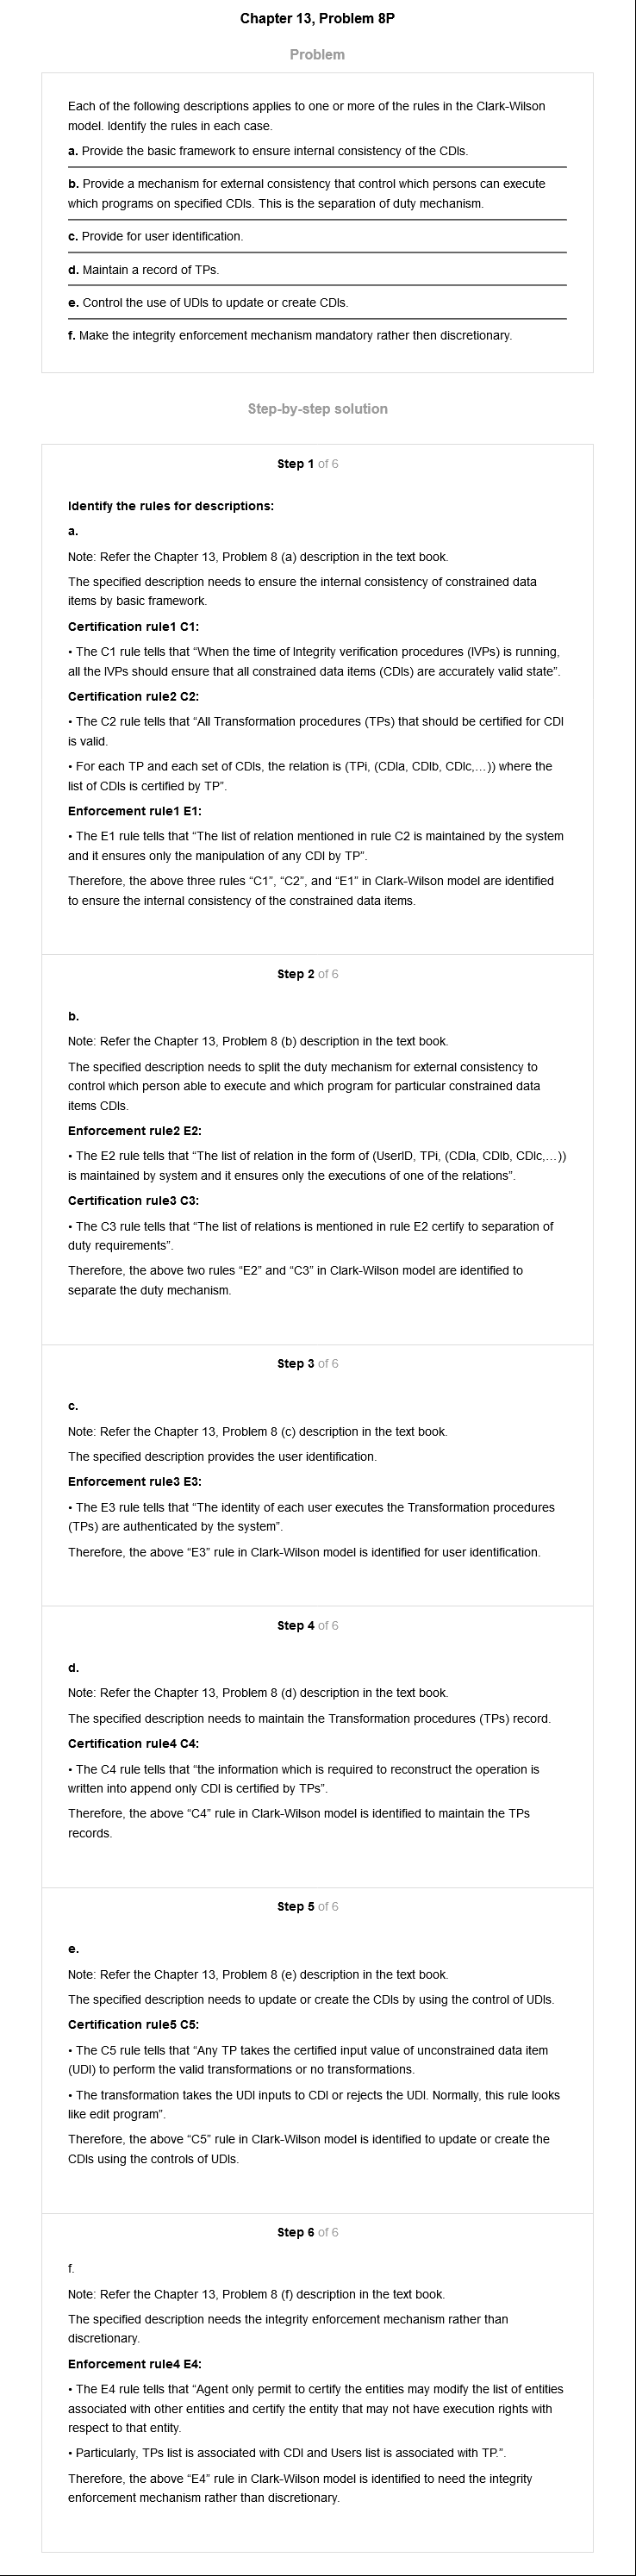 Chapter 13, Problem 8P
Problem
Each of the following descriptions applies to one or more of the rules in the Clark-Wilson
model. Identify the rules in each case.
a. Provide the basic framework to ensure internal consistency of the CDIs.
b. Provide a mechanism for external consistency that control which persons can execute
which programs on specified CDIs. This is the separation of duty mechanism.
c. Provide for user identification.
d. Maintain a record of TPs.
e. Control the use of UDIs to update or create CDIs.
f. Make the integrity enforcement mechanism mandatory rather then discretionary.
Step-by-step solution
Step 1 of 6
Identify the rules for descriptions:
a.
Note: Refer the Chapter 13, Problem 8 (a) description in the text book.
The specified description needs to ensure the internal consistency of constrained data
items by basic framework.
Certification rule1 C1:
• The C1 rule tells that “When the time of Integrity verification procedures (IVPs) is running,
all the IVPs should ensure that all constrained data items (CDIs) are accurately valid state”.
Certification rule2 C2:
• The C2 rule tells that “All Transformation procedures (TPs) that should be certified for CDI
is valid.
• For each TP and each set of CDIs, the relation is (TPi, (CDIa, CDIb, CDIc,…)) where the
list of CDIs is certified by TP”.
Enforcement rule1 E1:
• The E1 rule tells that “The list of relation mentioned in rule C2 is maintained by the system
and it ensures only the manipulation of any CDI by TP”.
Therefore, the above three rules “C1”, “C2”, and “E1” in Clark-Wilson model are identified
to ensure the internal consistency of the constrained data items.
Step 2 of 6
b.
Note: Refer the Chapter 13, Problem 8 (b) description in the text book.
The specified description needs to split the duty mechanism for external consistency to
control which person able to execute and which program for particular constrained data
items CDIs.
Enforcement rule2 E2:
• The E2 rule tells that “The list of relation in the form of (UserID, TPi, (CDIa, CDIb, CDIc,…))
is maintained by system and it ensures only the executions of one of the relations”.
Certification rule3 C3:
• The C3 rule tells that “The list of relations is mentioned in rule E2 certify to separation of
duty requirements”.
Therefore, the above two rules “E2” and “C3” in Clark-Wilson model are identified to
separate the duty mechanism.
Step 3 of 6
c.
Note: Refer the Chapter 13, Problem 8 (c) description in the text book.
The specified description provides the user identification.
Enforcement rule3 E3:
• The E3 rule tells that “The identity of each user executes the Transformation procedures
(TPs) are authenticated by the system”.
Therefore, the above “E3” rule in Clark-Wilson model is identified for user identification.
Step 4 of 6
d.
Note: Refer the Chapter 13, Problem 8 (d) description in the text book.
The specified description needs to maintain the Transformation procedures (TPs) record.
Certification rule4 C4:
• The C4 rule tells that “the information which is required to reconstruct the operation is
written into append only CDI is certified by TPs”.
Therefore, the above “C4” rule in Clark-Wilson model is identified to maintain the TPs
records.
Step 5 of 6
e.
Note: Refer the Chapter 13, Problem 8 (e) description in the text book.
The specified description needs to update or create the CDIs by using the control of UDIs.
Certification rule5 C5:
• The C5 rule tells that “Any TP takes the certified input value of unconstrained data item
(UDI) to perform the valid transformations or no transformations.
• The transformation takes the UDI inputs to CDI or rejects the UDI. Normally, this rule looks
like edit program”.
Therefore, the above “C5” rule in Clark-Wilson model is identified to update or create the
CDIs using the controls of UDIs.
Step 6 of 6
f.
Note: Refer the Chapter 13, Problem 8 (f) description in the text book.
The specified description needs the integrity enforcement mechanism rather than
discretionary.
Enforcement rule4 E4:
• The E4 rule tells that “Agent only permit to certify the entities may modify the list of entities
associated with other entities and certify the entity that may not have execution rights with
respect to that entity.
• Particularly, TPs list is associated with CDI and Users list is associated with TP.”.
Therefore, the above “E4” rule in Clark-Wilson model is identified to need the integrity
enforcement mechanism rather than discretionary.